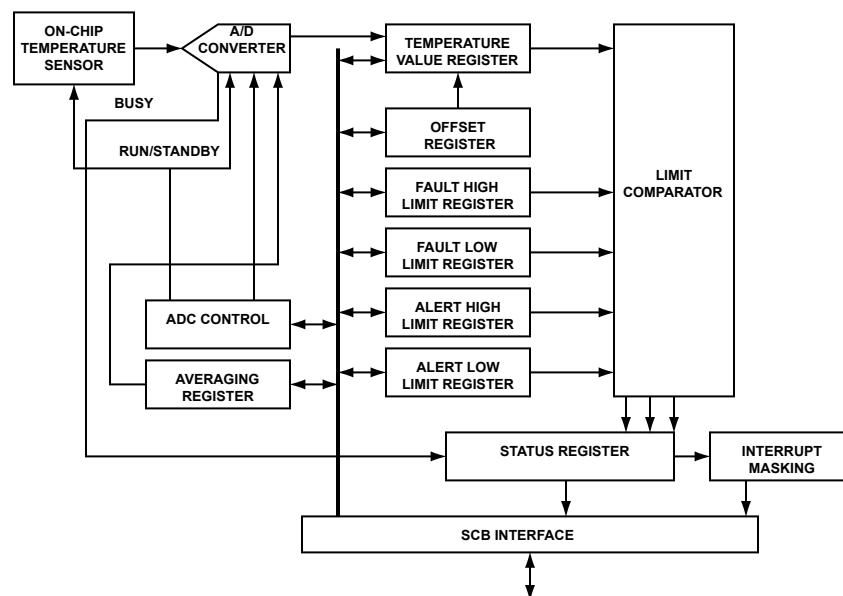 ON-CHIP
TEMPERATURE
SENSOR
A/D
CONVERTER
TEMPERATURE
VALUE REGISTER
BUSY
OFFSET
REGISTER
RUN/STANDBY
LIMIT
COMPARATOR
FAULT HIGH
LIMIT REGISTER
FAULT LOW
LIMIT REGISTER
ADC CONTROL
ALERT HIGH
LIMIT REGISTER
AVERAGING
REGISTER
ALERT LOW
LIMIT REGISTER
STATUS REGISTER
INTERRUPT
MASKING
SCB INTERFACE